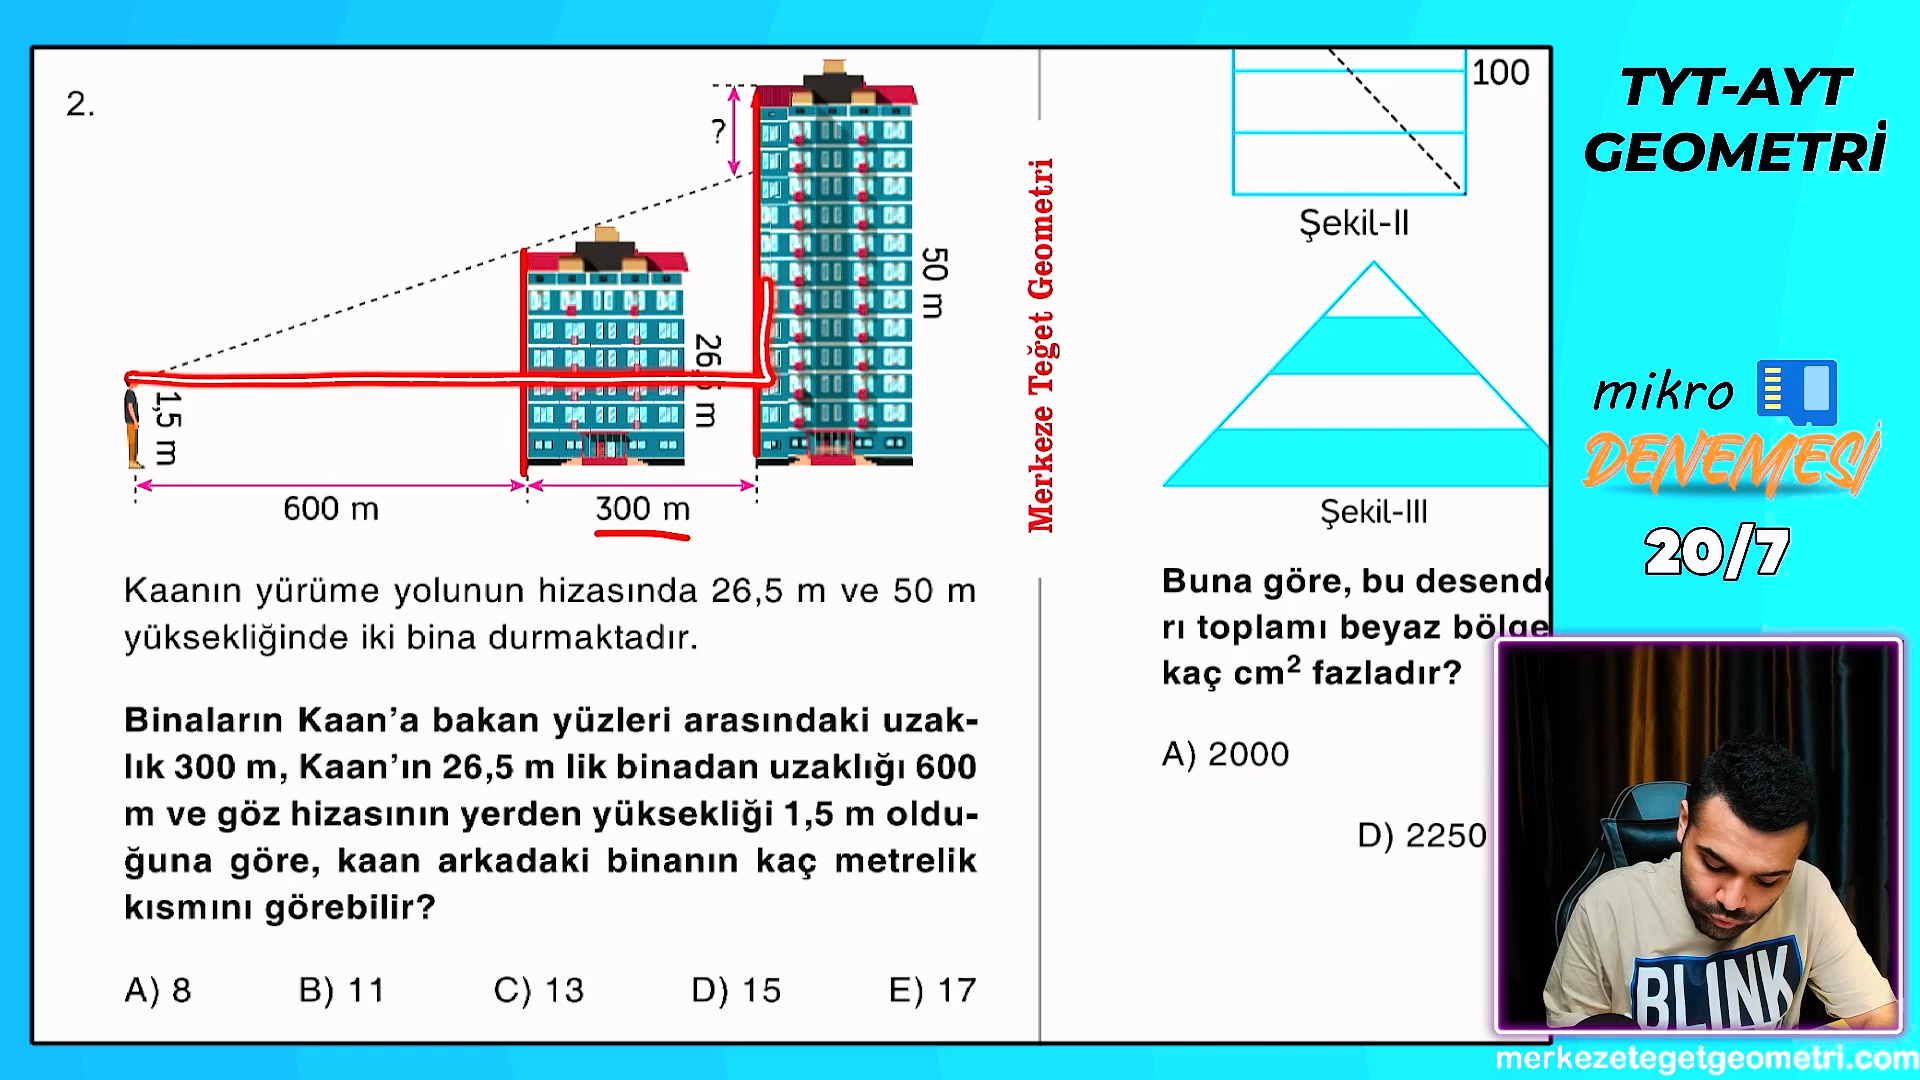 2.
?
50 m
26,5 m
1,5 m
600 m
300 m
Kaanın yürüme yolunun hizasında 26,5 m ve 50 m
yüksekliğinde iki bina durmaktadır.
Binaların Kaan’a bakan yüzleri arasındaki uzak-
lık 300 m, Kaan’ın 26,5 m lik binadan uzaklığı 600
m ve göz hizasının yerden yüksekliği 1,5 m oldu-
ğuna göre, kaan arkadaki binanın kaç metrelik
kısmını görebilir?
A) 8 B) 11 C) 13 D) 15 E) 17
Merkeze Teğet Geometri
100
Şekil-II
Şekil-III
Buna göre, bu desend
rı toplamı beyaz bölge
kaç cm² fazladır?
A) 2000
D) 2250
TYT-AYT
GEOMETRİ
mikro
DENEMESİ
20/7
BLINK
merkezetegetgeometri.com